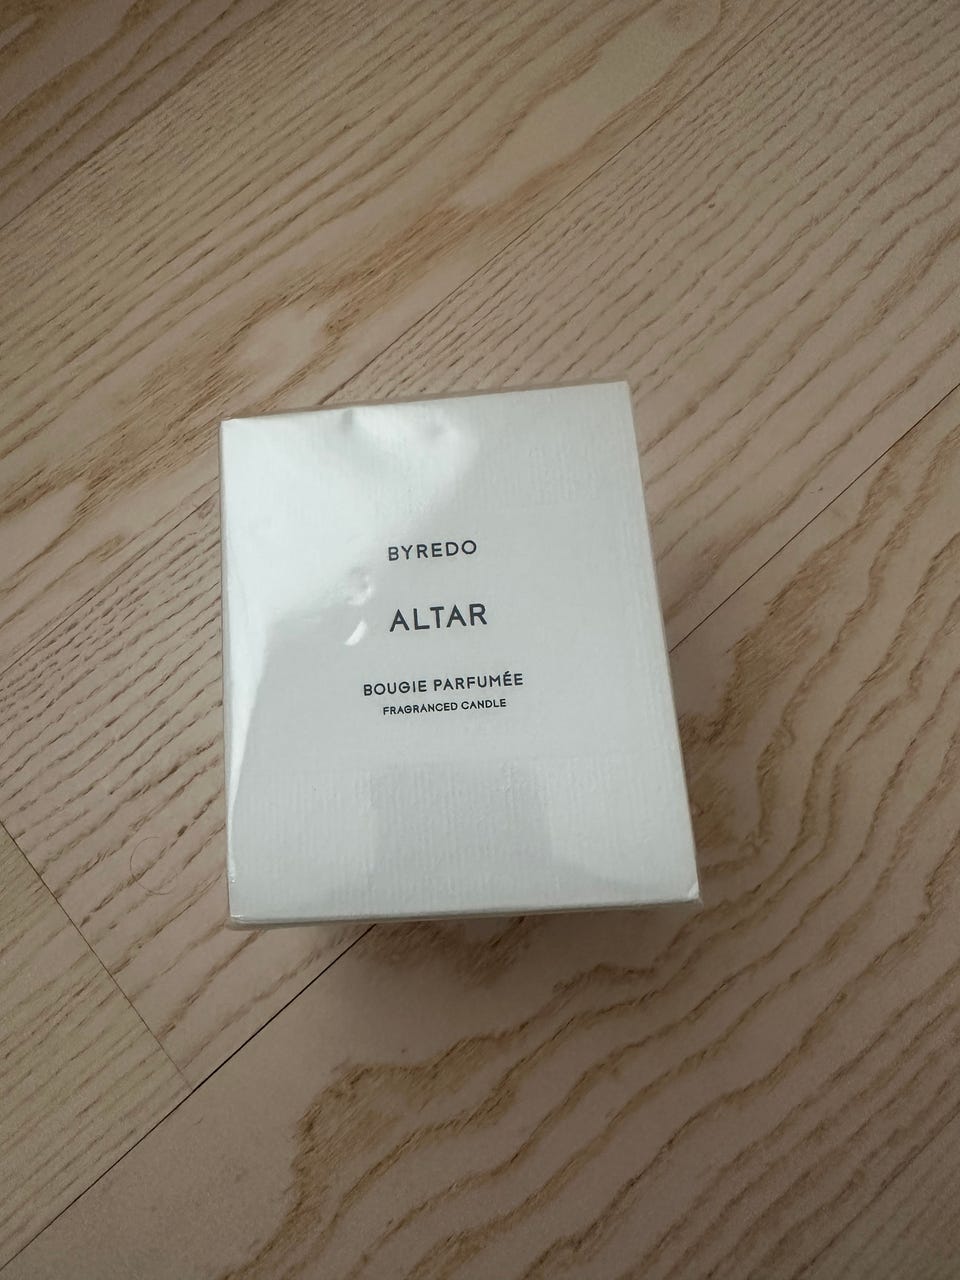 BYREDO
ALTAR
BOUGIE PARFUMÉE
FRAGRANCED CANDLE